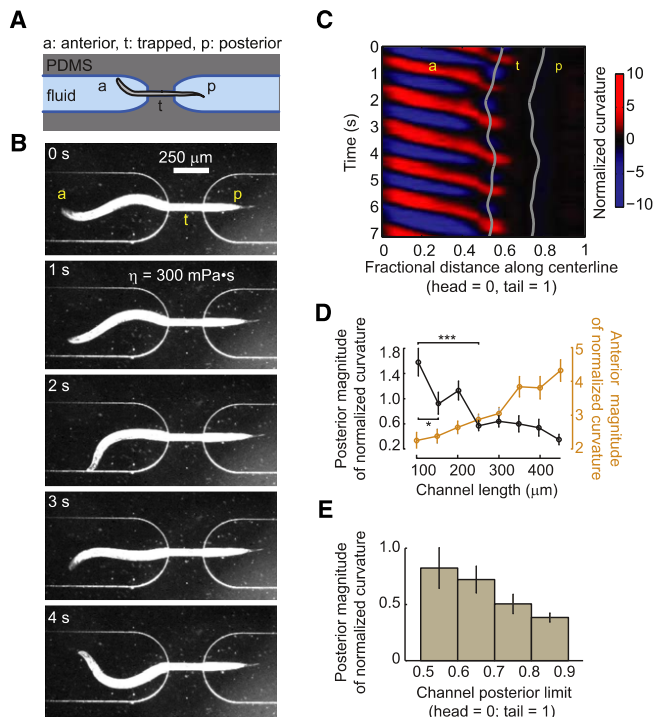 A
a: anterior, t: trapped, p: posterior
PDMS
fluid
a
p
t
B
0 s
250 μm
a
p
t
1 s
η = 300 mPa•s
2 s
3 s
4 s
C
0
1
2
3
4
5
6
7
Time (s)
a
t
p
0 0.2 0.4 0.6 0.8 1
Fractional distance along centerline
(head = 0, tail = 1)
10
5
0
−5
−10
Normalized curvature
D
Posterior magnitude
of normalized curvature
1.8
1.4
1.0
0.6
0.2
***
*
5
4
3
2
Anterior magnitude
of normalized curvature
100 200 300 400
Channel length (μm)
E
Posterior magnitude
of normalized curvature
1.0
0.5
0
0.5 0.6 0.7 0.8 0.9
Channel posterior limit
(head = 0; tail = 1)